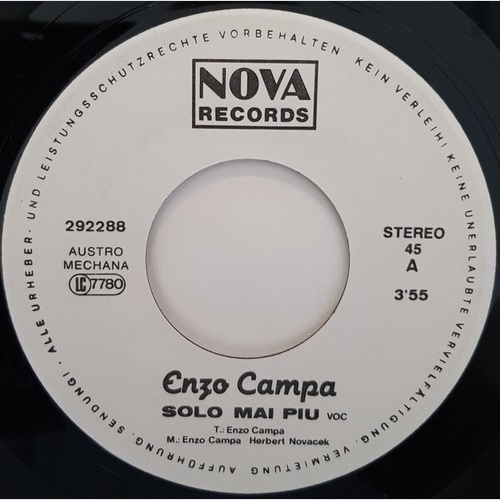 · ALLE URHEBER- UND LEISTUNGSSCHUTZRECHTE VORBEHALTEN · KEIN VERLEIH! KEINE UNERLAUBTE VERVIELFÄLTIGUNG, VERMIETUNG, AUFFÜHRUNG, SENDUNG!
NOVA
RECORDS
292288
AUSTRO
MECHANA
LC 7780
STEREO
45
A
3'55
Enzo Campa
SOLO MAI PIU VOC
T.: Enzo Campa
M.: Enzo Campa Herbert Novacek